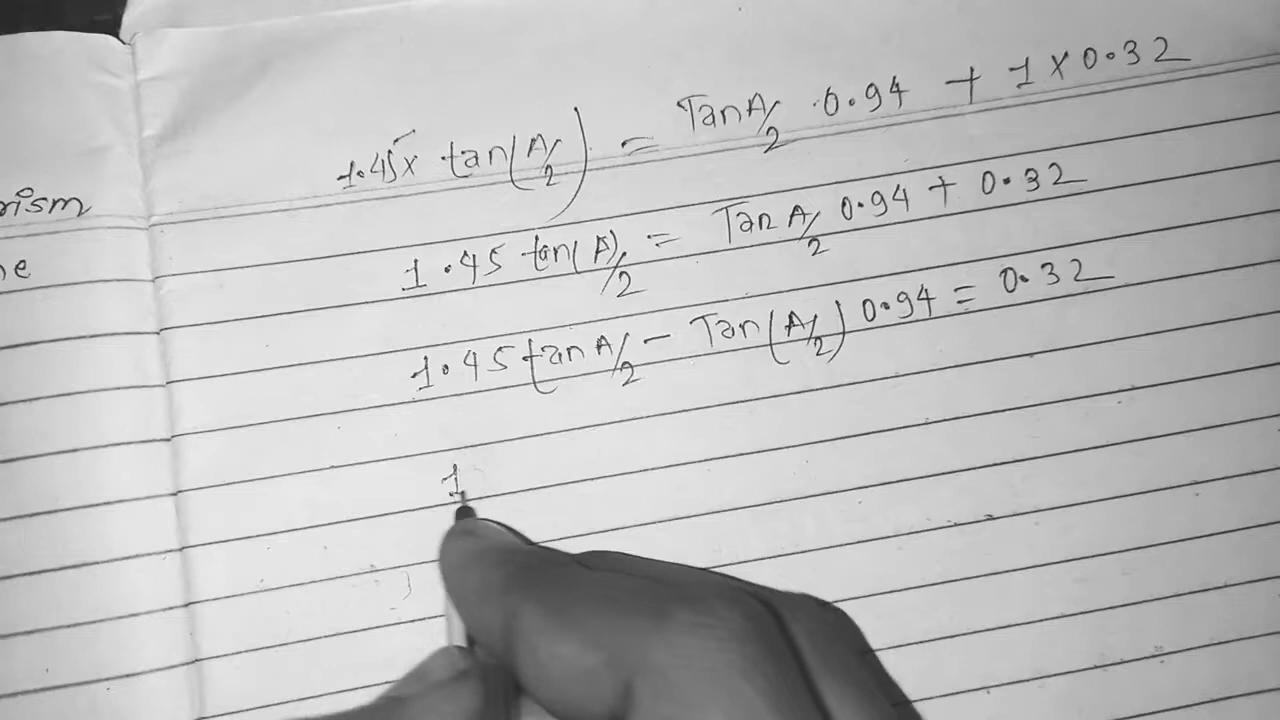 1.45x tan(A/2) = TanA/2 0.94 + 1 x 0.32
rism
1.45 tan(A)/2 = Tan A/2 0.94 + 0.32
1.45 tan A/2 - Tan(A/2) 0.94 = 0.32
1